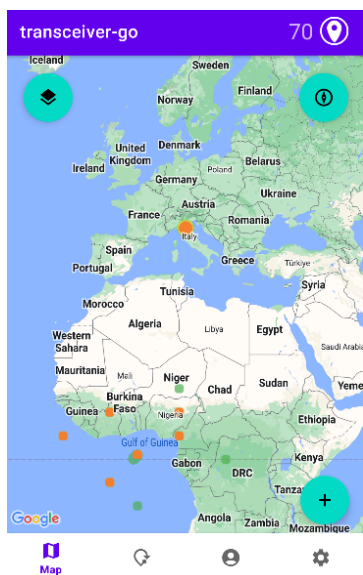 transceiver-go 70
Iceland
Sweden
Finland
Norway
United
Kingdom
Denmark
Ireland
Belarus
Poland
Germany
Ukraine
Austria
France
Romania
Italy
Spain
Greece
Türkiye
Portugal
Syria
Tunisia
Morocco
Algeria
Libya
Egypt
Western
Sahara
Saudi Arabia
Mauritania
Mali
Niger
Chad
Sudan
Yeme
Burkina
Faso
Guinea
Nigeria
Ethiopia
Gulf of Guinea
Gabon
DRC
Kenya
Tanza
Angola
Zambia
Mozambique
Google
Map